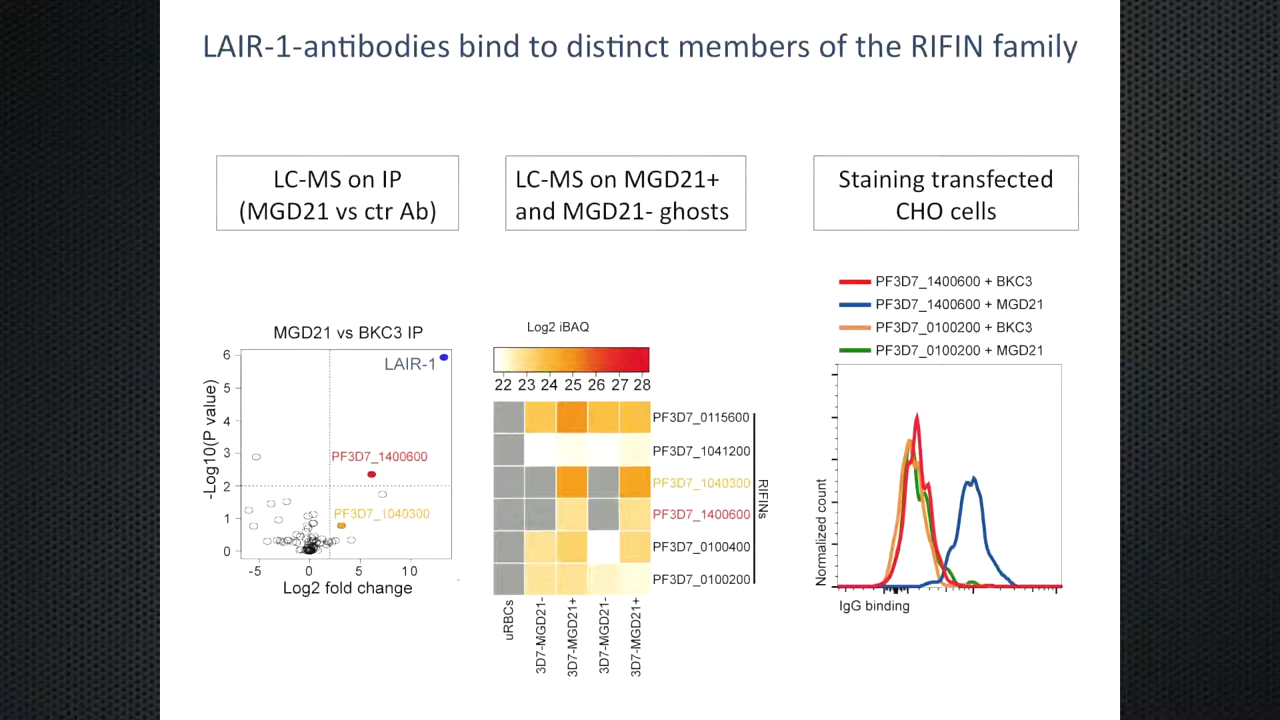 LAIR-1-antibodies bind to distinct members of the RIFIN family
LC-MS on IP
(MGD21 vs ctr Ab)
LC-MS on MGD21+
and MGD21- ghosts
Staining transfected
CHO cells
MGD21 vs BKC3 IP
-Log10(P value)
6
5
4
3
2
1
0
LAIR-1
PF3D7_1400600
PF3D7_1040300
-5
0
5
10
Log2 fold change
Log2 iBAQ
22 23 24 25 26 27 28
PF3D7_0115600
PF3D7_1041200
PF3D7_1040300
PF3D7_1400600
PF3D7_0100400
PF3D7_0100200
RIFINs
uRBCs
3D7-MGD21-
3D7-MGD21+
3D7-MGD21-
3D7-MGD21+
PF3D7_1400600 + BKC3
PF3D7_1400600 + MGD21
PF3D7_0100200 + BKC3
PF3D7_0100200 + MGD21
Normalized count
IgG binding